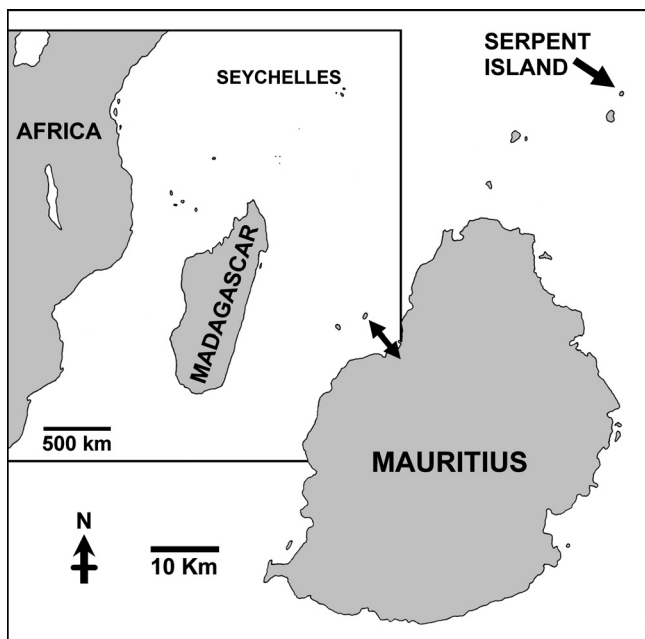 SERPENT
ISLAND
SEYCHELLES
AFRICA
MADAGASCAR
500 km
MAURITIUS
N
10 Km